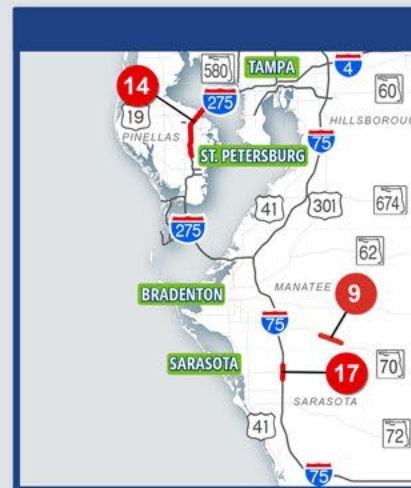 580
TAMPA
4
14
275
60
19
PINELLAS
HILLSBOROUG
75
ST. PETERSBURG
674
41
301
275
62
MANATEE
9
BRADENTON
75
SARASOTA
17
70
SARASOTA
41
72
75